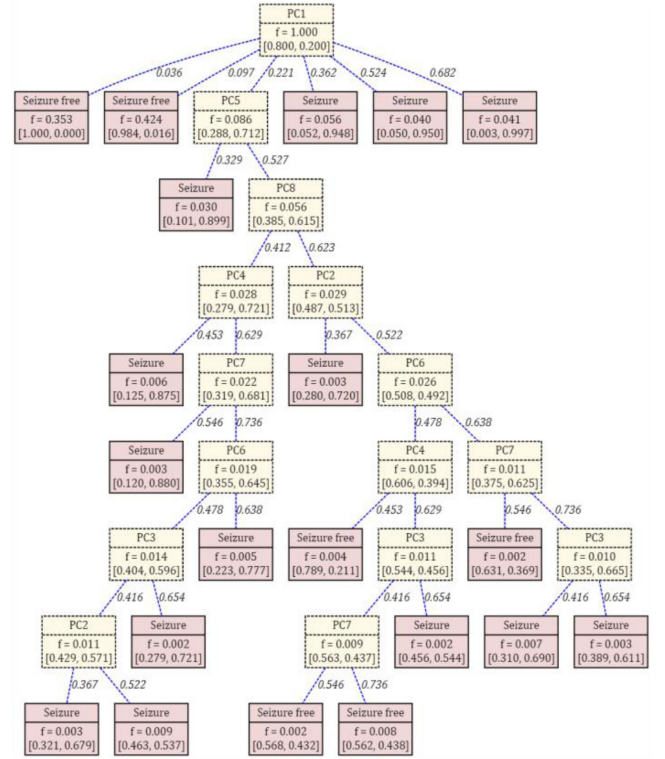 PC1
f = 1.000
[0.800, 0.200]
0.036
0.097
0.221
0.362
0.524
0.682
Seizure free
f = 0.353
[1.000, 0.000]
Seizure free
f = 0.424
[0.984, 0.016]
PC5
f = 0.086
[0.288, 0.712]
Seizure
f = 0.056
[0.052, 0.948]
Seizure
f = 0.040
[0.050, 0.950]
Seizure
f = 0.041
[0.003, 0.997]
0.329
0.527
Seizure
f = 0.030
[0.101, 0.899]
PC8
f = 0.056
[0.385, 0.615]
0.412
0.623
PC4
f = 0.028
[0.279, 0.721]
PC2
f = 0.029
[0.487, 0.513]
0.453
0.629
0.367
0.522
Seizure
f = 0.006
[0.125, 0.875]
PC7
f = 0.022
[0.319, 0.681]
Seizure
f = 0.003
[0.280, 0.720]
PC6
f = 0.026
[0.508, 0.492]
0.546
0.736
0.478
0.638
Seizure
f = 0.003
[0.120, 0.880]
PC6
f = 0.019
[0.355, 0.645]
PC4
f = 0.015
[0.606, 0.394]
PC7
f = 0.011
[0.375, 0.625]
0.478
0.638
0.453
0.629
0.546
0.736
PC3
f = 0.014
[0.404, 0.596]
Seizure
f = 0.005
[0.223, 0.777]
Seizure free
f = 0.004
[0.789, 0.211]
PC3
f = 0.011
[0.544, 0.456]
Seizure free
f = 0.002
[0.631, 0.369]
PC3
f = 0.010
[0.335, 0.665]
0.416
0.654
0.416
0.654
0.416
0.654
PC2
f = 0.011
[0.429, 0.571]
Seizure
f = 0.002
[0.279, 0.721]
PC7
f = 0.009
[0.563, 0.437]
Seizure
f = 0.002
[0.456, 0.544]
Seizure
f = 0.007
[0.310, 0.690]
Seizure
f = 0.003
[0.389, 0.611]
0.367
0.522
0.546
0.736
Seizure
f = 0.003
[0.321, 0.679]
Seizure
f = 0.009
[0.463, 0.537]
Seizure free
f = 0.002
[0.568, 0.432]
Seizure free
f = 0.008
[0.562, 0.438]